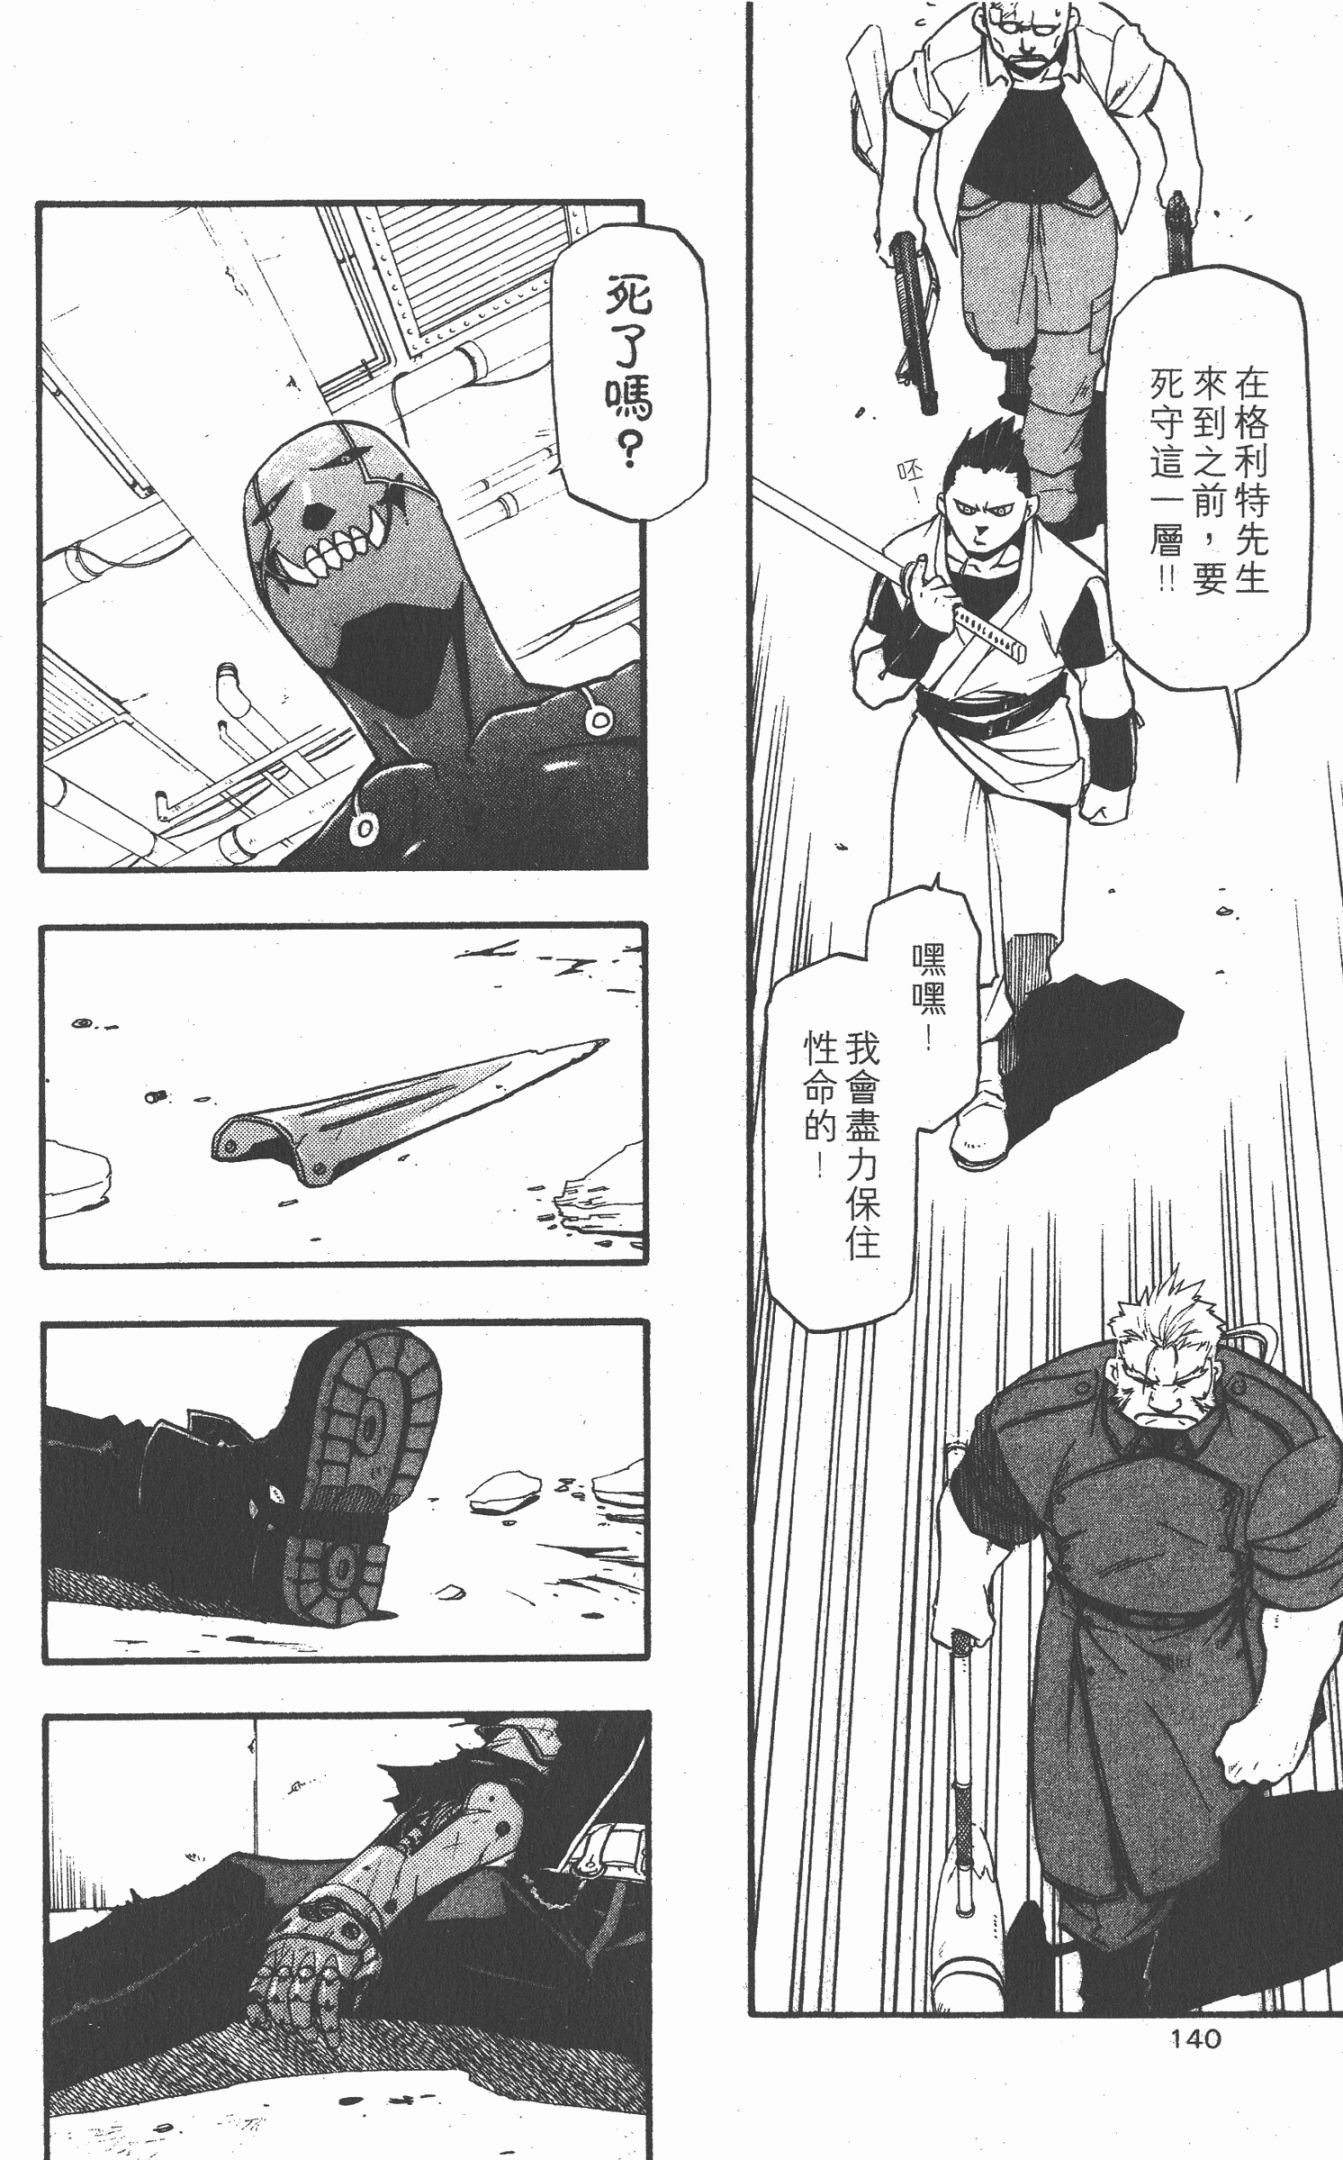 在格利特先生
來到之前，要
死守這一層!!
呸！
嘿嘿！
我會盡力保住
性命的！
死了嗎？
140